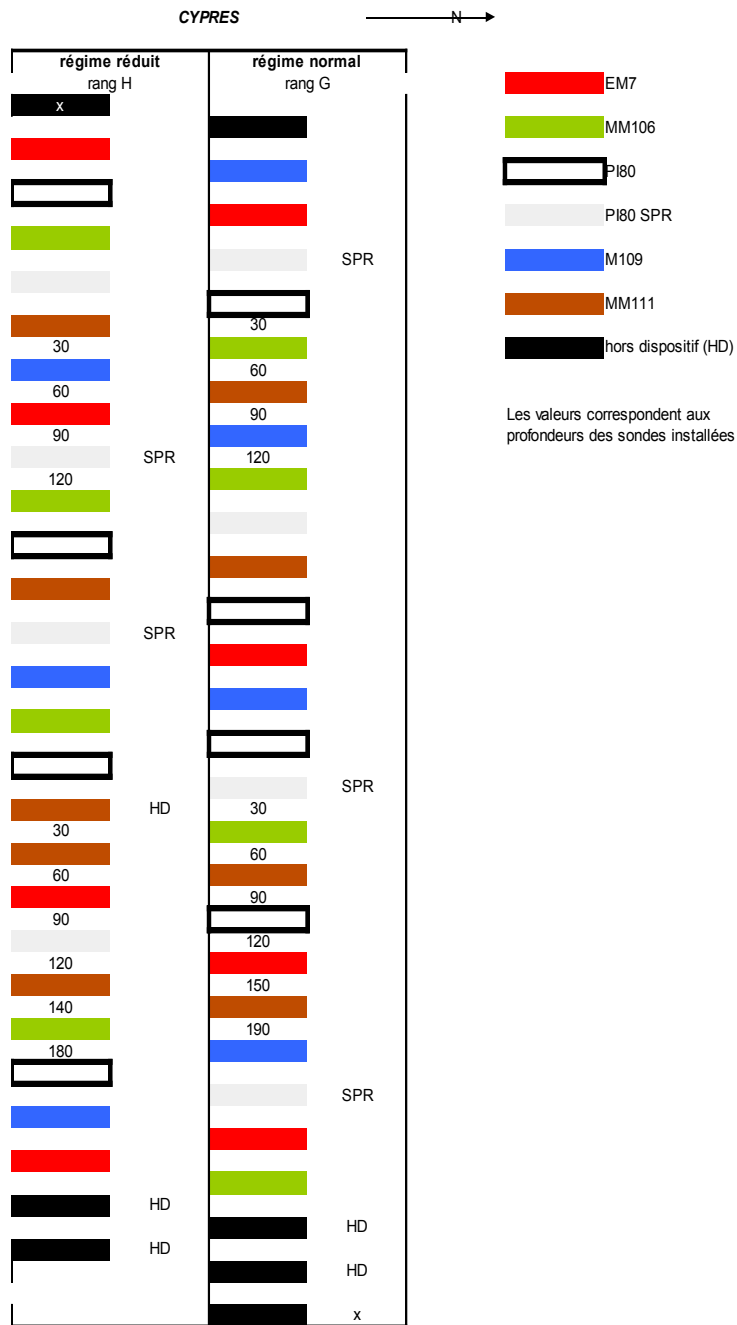 CYPRES
N
régime réduit
régime normal
rang H
rang G
x
EM7
MM106
PI80
PI80 SPR
M109
MM111
hors dispositif (HD)
Les valeurs correspondent aux
profondeurs des sondes installées
SPR
30
30
60
60
90
90
120
SPR
120
SPR
SPR
HD
30
30
60
60
90
90
120
120
150
140
190
180
SPR
HD
HD
HD
HD
x